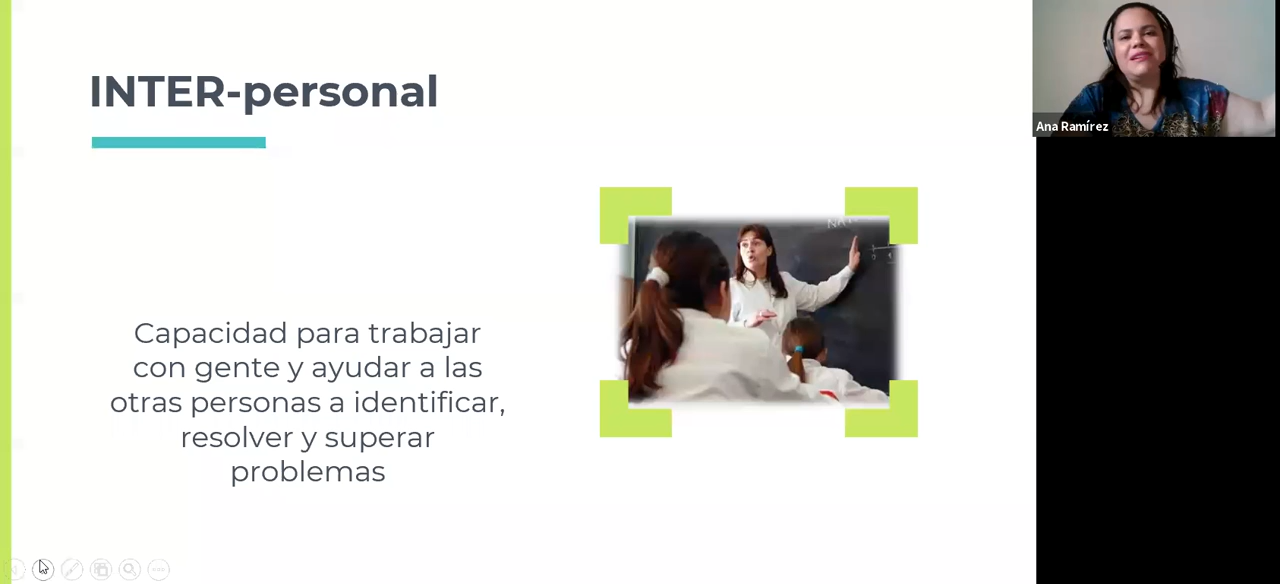 INTER-personal
Capacidad para trabajar
con gente y ayudar a las
otras personas a identificar,
resolver y superar
problemas
Ana Ramírez